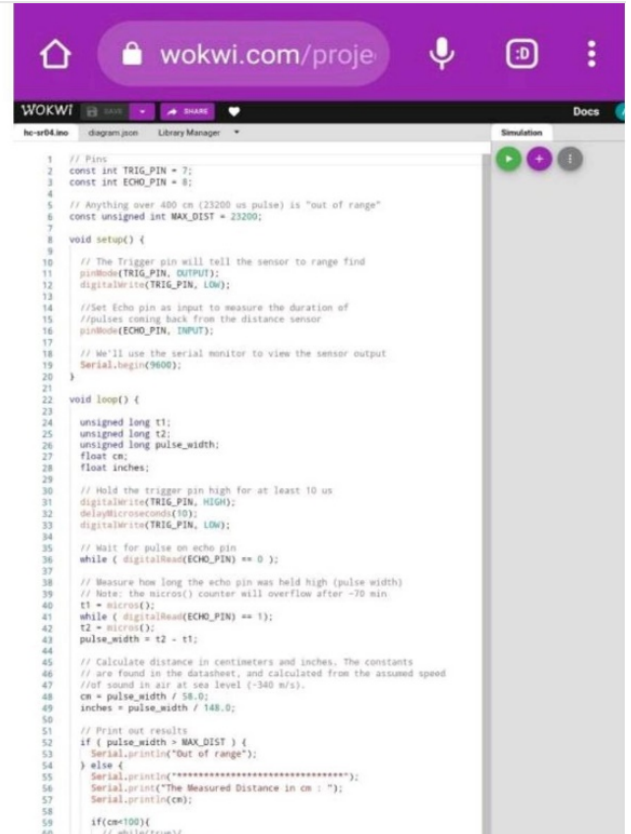 wokwi.com/proje
:D
WOKWI SAVE SHARE Docs
hc-sr04.ino diagram.json Library Manager Simulation
1 // Pins
2 const int TRIG_PIN = 7;
3 const int ECHO_PIN = 8;
4
5 // Anything over 400 cm (23200 us pulse) is "out of range"
6 const unsigned int MAX_DIST = 23200;
7
8 void setup() {
9
10 // The Trigger pin will tell the sensor to range find
11 pinMode(TRIG_PIN, OUTPUT);
12 digitalWrite(TRIG_PIN, LOW);
13
14 //Set Echo pin as input to measure the duration of
15 //pulses coming back from the distance sensor
16 pinMode(ECHO_PIN, INPUT);
17
18 // We'll use the serial monitor to view the sensor output
19 Serial.begin(9600);
20 }
21
22 void loop() {
23
24 unsigned long t1;
25 unsigned long t2;
26 unsigned long pulse_width;
27 float cm;
28 float inches;
29
30 // Hold the trigger pin high for at least 10 us
31 digitalWrite(TRIG_PIN, HIGH);
32 delayMicroseconds(10);
33 digitalWrite(TRIG_PIN, LOW);
34
35 // Wait for pulse on echo pin
36 while ( digitalRead(ECHO_PIN) == 0 );
37
38 // Measure how long the echo pin was held high (pulse width)
39 // Note: the micros() counter will overflow after ~70 min
40 t1 = micros();
41 while ( digitalRead(ECHO_PIN) == 1);
42 t2 = micros();
43 pulse_width = t2 - t1;
44
45 // Calculate distance in centimeters and inches. The constants
46 // are found in the datasheet, and calculated from the assumed speed
47 //of sound in air at sea level (~340 m/s).
48 cm = pulse_width / 58.0;
49 inches = pulse_width / 148.0;
50
51 // Print out results
52 if ( pulse_width > MAX_DIST ) {
53 Serial.println("Out of range");
54 } else {
55 Serial.println("********************************");
56 Serial.print("The Measured Distance in cm : ");
57 Serial.println(cm);
58
59 if(cm<100){
60 // while(true){